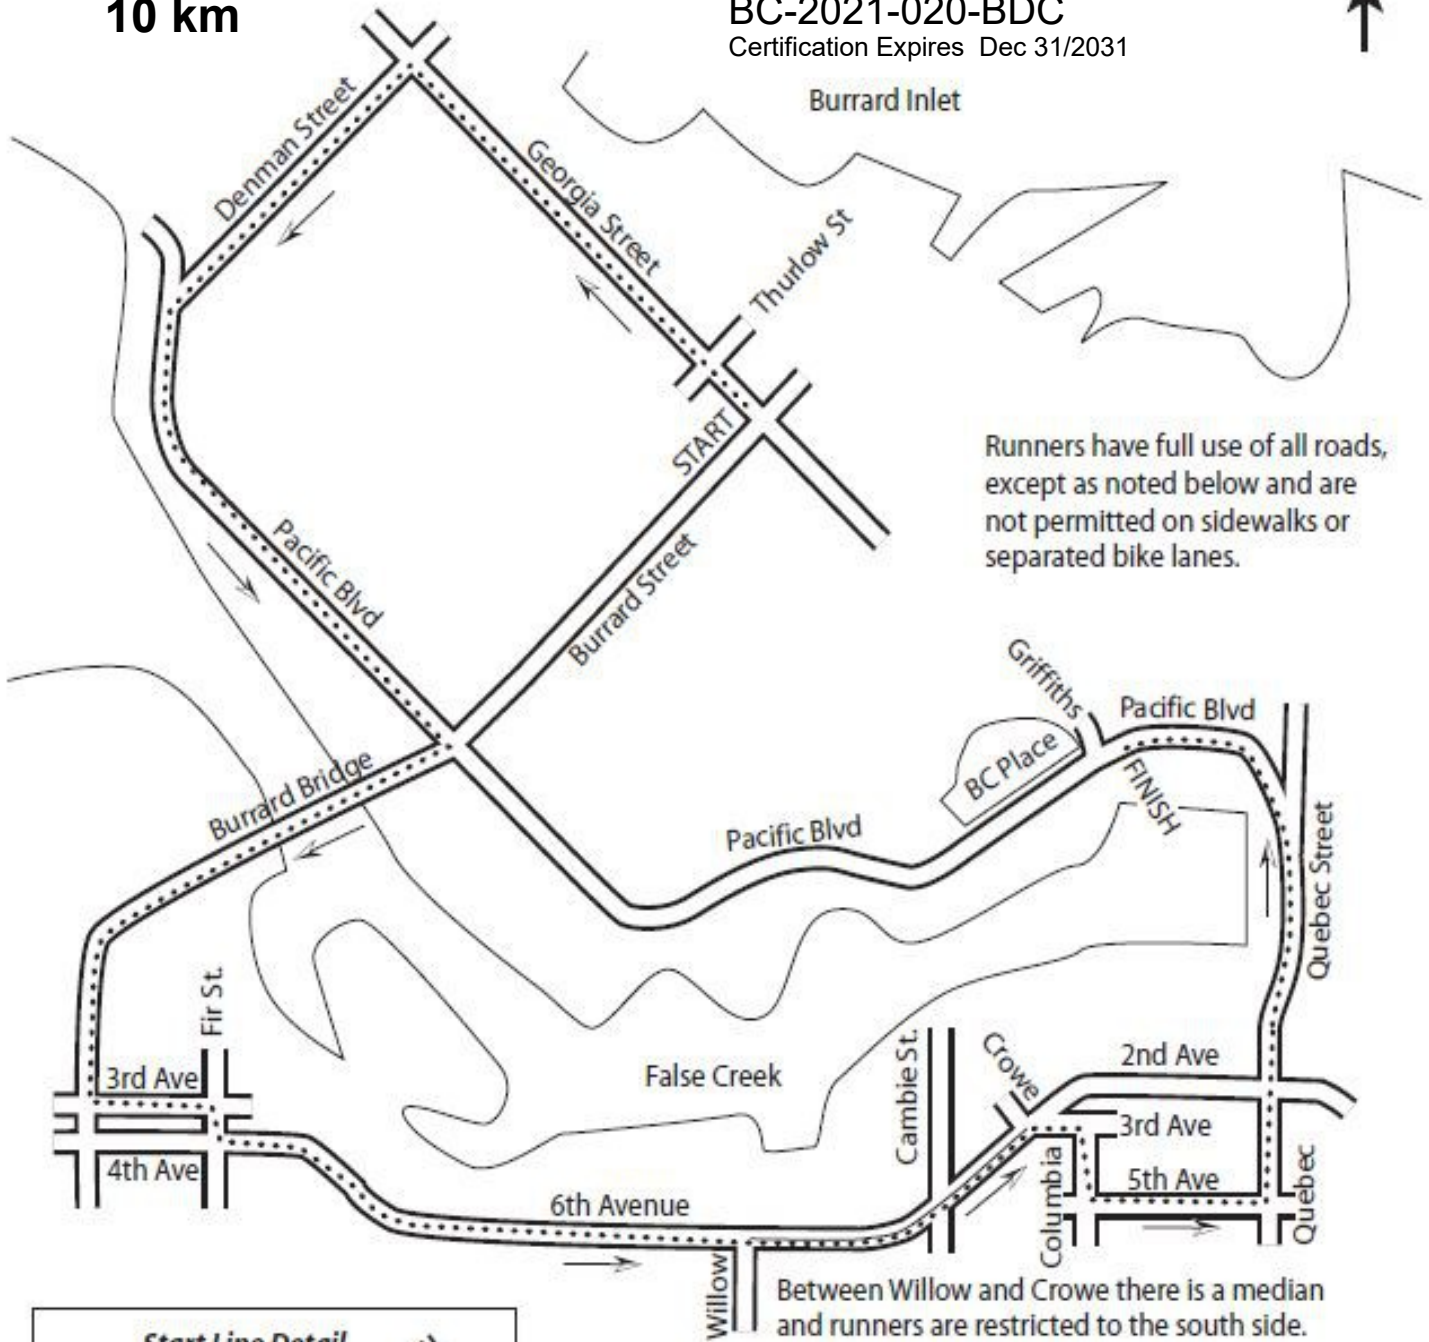 10 km
BC-2021-020-BDC
Certification Expires Dec 31/2031
Burrard Inlet
Denman Street
Georgia Street
Thurlow St
START
Runners have full use of all roads,
except as noted below and are
not permitted on sidewalks or
separated bike lanes.
Pacific Blvd
Burrard Street
Griffiths
Pacific Blvd
BC Place
FINISH
Burrard Bridge
Pacific Blvd
Quebec Street
Fir St.
3rd Ave
False Creek
Cambie St.
Crowe
2nd Ave
3rd Ave
4th Ave
Columbia
5th Ave
Quebec
6th Avenue
Willow
Between Willow and Crowe there is a median
and runners are restricted to the south side.
Start Line Detail